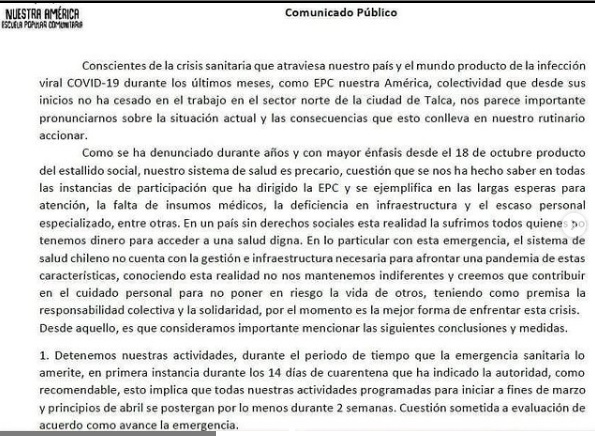 NUESTRA AMÉRICA
ESCUELA POPULAR COMUNITARIA
Comunicado Público
Conscientes de la crisis sanitaria que atraviesa nuestro país y el mundo producto de la infección
viral COVID-19 durante los últimos meses, como EPC nuestra América, colectividad que desde sus
inicios no ha cesado en el trabajo en el sector norte de la ciudad de Talca, nos parece importante
pronunciarnos sobre la situación actual y las consecuencias que esto conlleva en nuestro rutinario
accionar.
Como se ha denunciado durante años y con mayor énfasis desde el 18 de octubre producto
del estallido social, nuestro sistema de salud es precario, cuestión que se nos ha hecho saber en todas
las instancias de participación que ha dirigido la EPC y se ejemplifica en las largas esperas para
atención, la falta de insumos médicos, la deficiencia en infraestructura y el escaso personal
especializado, entre otras. En un país sin derechos sociales esta realidad la sufrimos todos quienes no
tenemos dinero para acceder a una salud digna. En lo particular con esta emergencia, el sistema de
salud chileno no cuenta con la gestión e infraestructura necesaria para afrontar una pandemia de estas
características, conociendo esta realidad no nos mantenemos indiferentes y creemos que contribuir
en el cuidado personal para no poner en riesgo la vida de otros, teniendo como premisa la
responsabilidad colectiva y la solidaridad, por el momento es la mejor forma de enfrentar esta crisis.
Desde aquello, es que consideramos importante mencionar las siguientes conclusiones y medidas.
1. Detenemos nuestras actividades, durante el periodo de tiempo que la emergencia sanitaria lo
amerite, en primera instancia durante los 14 días de cuarentena que ha indicado la autoridad, como
recomendable, esto implica que todas nuestras actividades programadas para iniciar a fines de marzo
y principios de abril se postergan por lo menos durante 2 semanas. Cuestión sometida a evaluación de
acuerdo como avance la emergencia.